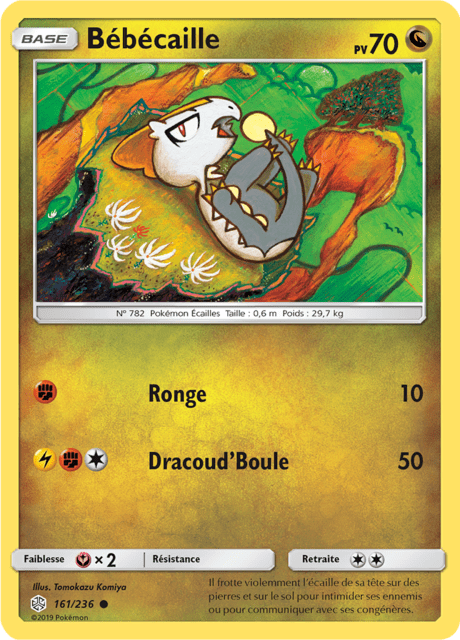 BASE Bébécaille PV 70
N° 782 Pokémon Écailles Taille : 0,6 m Poids : 29,7 kg
Ronge 10
Dracoud'Boule 50
Faiblesse × 2 Résistance Retraite
Illus. Tomokazu Komiya
161/236
©2019 Pokémon
Il frotte violemment l'écaille de sa tête sur des
pierres et sur le sol pour intimider ses ennemis
ou pour communiquer avec ses congénères.